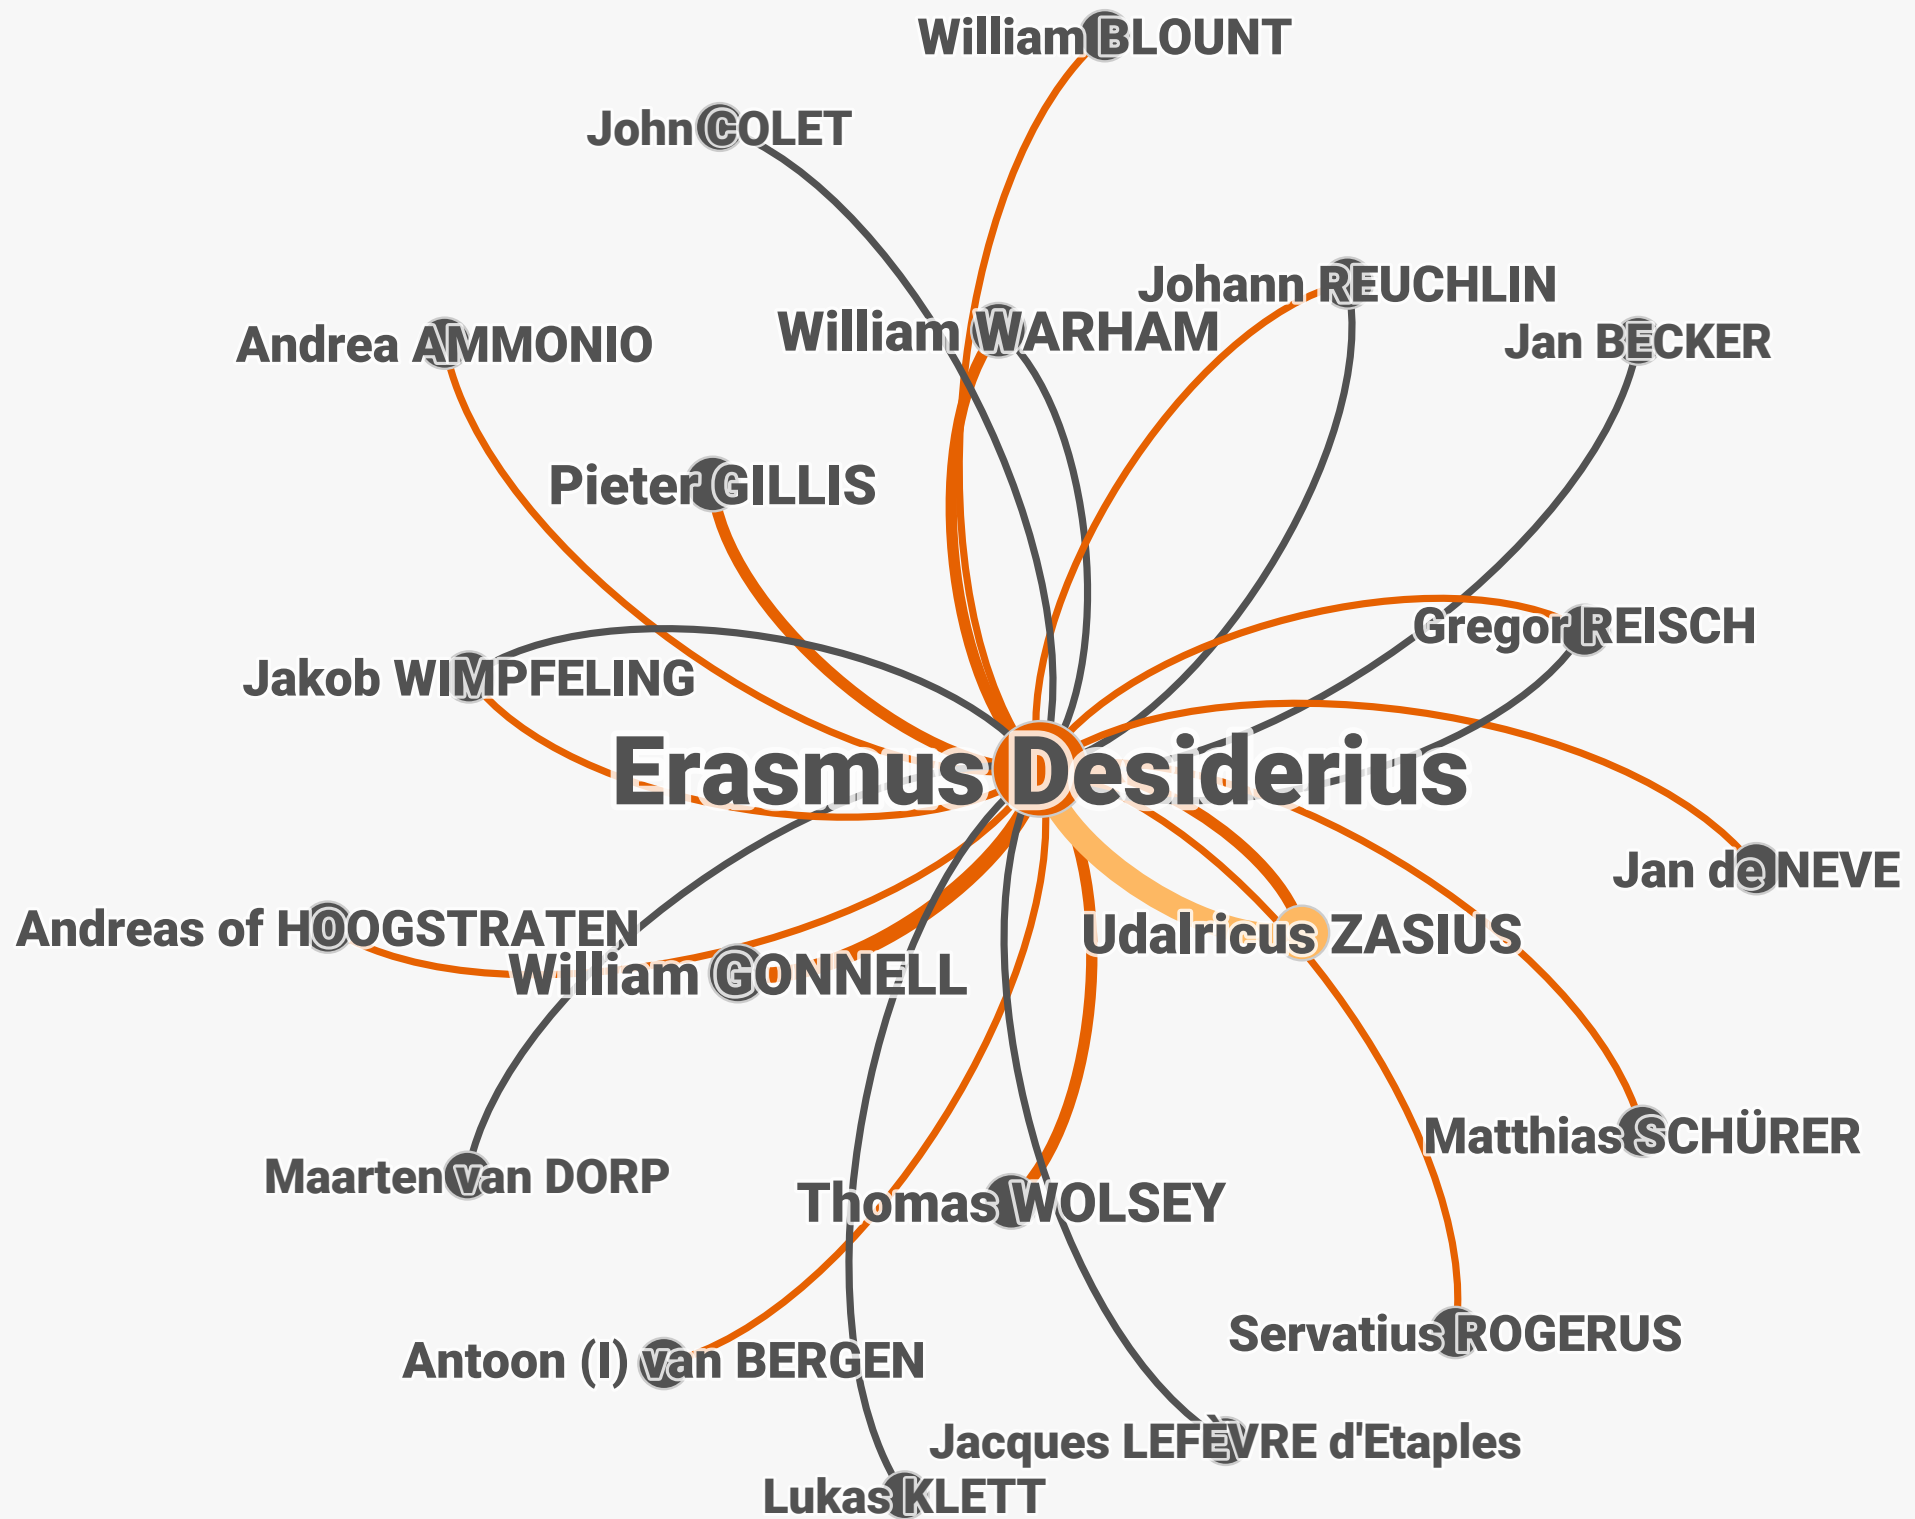 William BLOUNT
John COLET
Johann REUCHLIN
William WARHAM
Jan BECKER
Andrea AMMONIO
Pieter GILLIS
Gregor REISCH
Jakob WIMPFELING
Erasmus Desiderius
Jan de NEVE
Andreas of HOOGSTRATEN
Udalricus ZASIUS
William GONNELL
Matthias SCHÜRER
Maarten van DORP
Thomas WOLSEY
Servatius ROGERUS
Antoon (I) van BERGEN
Jacques LEFÈVRE d'Etaples
Lukas KLETT